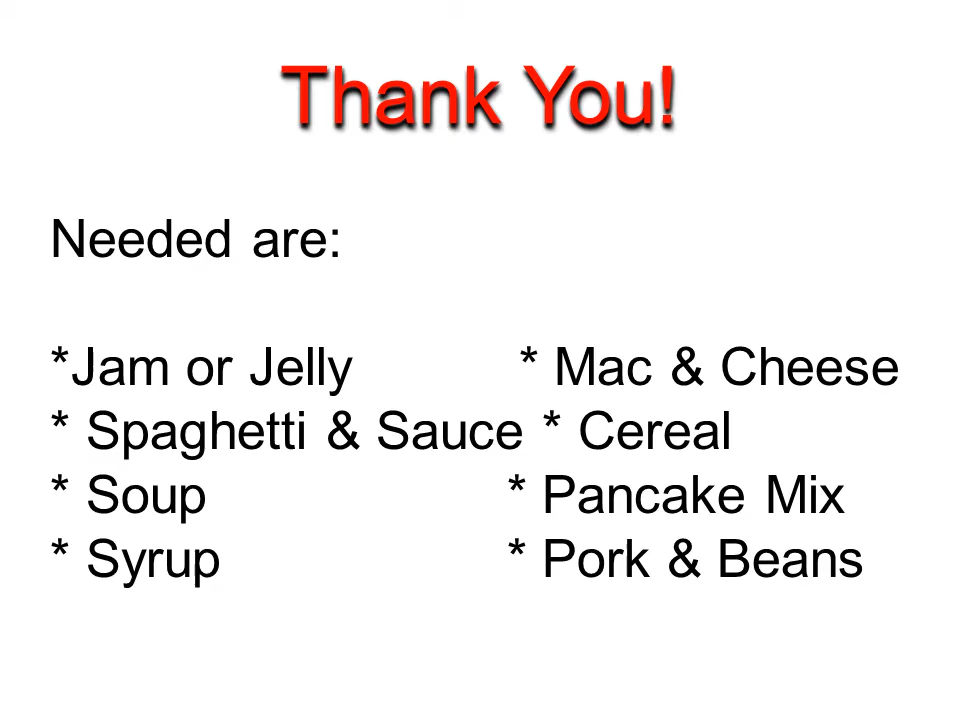 Thank You!
Needed are:
*Jam or Jelly * Mac & Cheese
* Spaghetti & Sauce * Cereal
* Soup * Pancake Mix
* Syrup * Pork & Beans